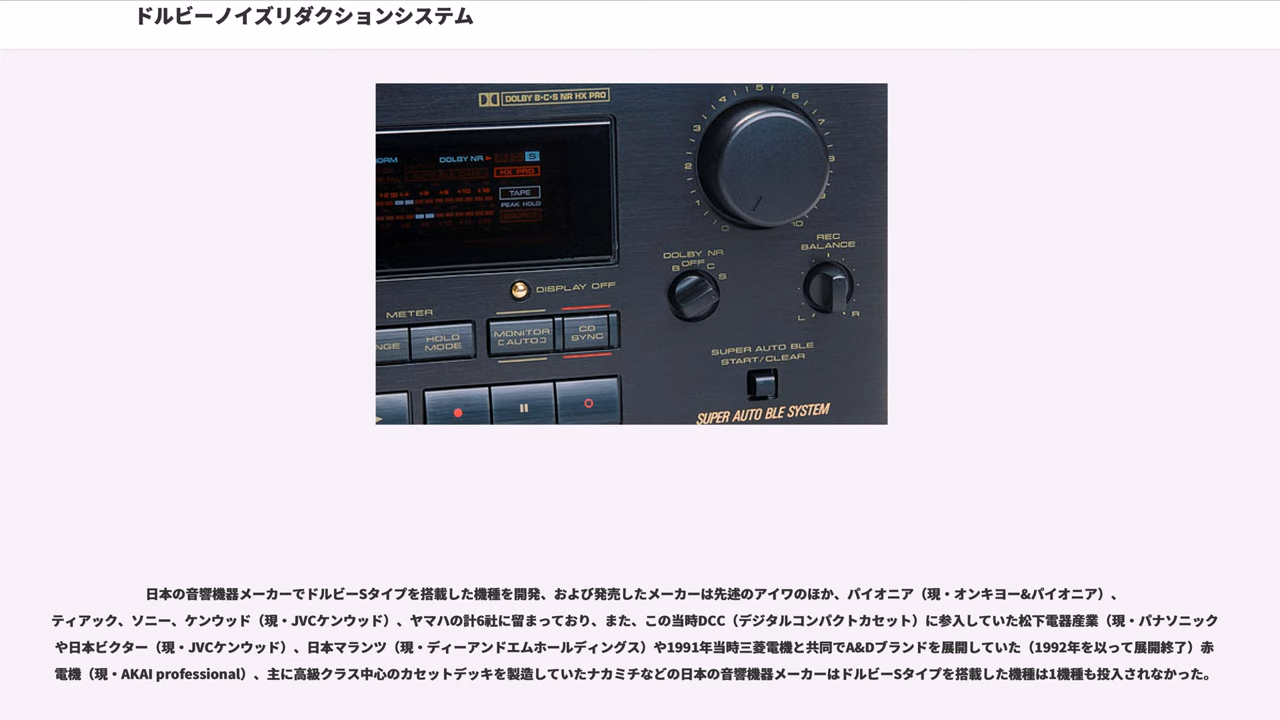 ドルビーノイズリダクションシステム
DOLBY B·C·S NR HX PRO
DOLBY NR ► S
HX PRO
TAPE
PEAK HOLD
DISPLAY OFF
METER
HOLD MODE
MONITOR [AUTO]
CD SYNC
0 1 2 3 4 5 6 7 8 9 10
DOLBY NR
B OFF C S
REC BALANCE
L R
SUPER AUTO BLE
START/CLEAR
SUPER AUTO BLE SYSTEM
日本の音響機器メーカーでドルビーSタイプを搭載した機種を開発、および発売したメーカーは先述のアイワのほか、パイオニア（現・オンキヨー&パイオニア）、
ティアック、ソニー、ケンウッド（現・JVCケンウッド）、ヤマハの計6社に留まっており、また、この当時DCC（デジタルコンパクトカセット）に参入していた松下電器産業（現・パナソニック
や日本ビクター（現・JVCケンウッド）、日本マランツ（現・ディーアンドエムホールディングス）や1991年当時三菱電機と共同でA&Dブランドを展開していた（1992年を以って展開終了）赤
電機（現・AKAI professional）、主に高級クラス中心のカセットデッキを製造していたナカミチなどの日本の音響機器メーカーはドルビーSタイプを搭載した機種は1機種も投入されなかった。